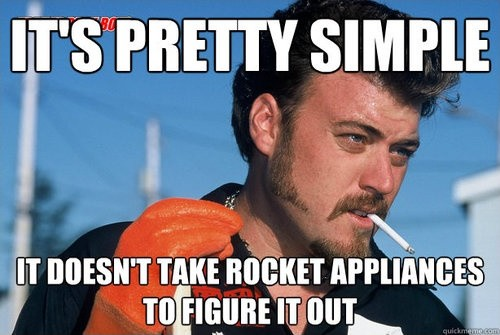 IT'S PRETTY SIMPLE
IT DOESN'T TAKE ROCKET APPLIANCES
TO FIGURE IT OUT
quickmeme.com